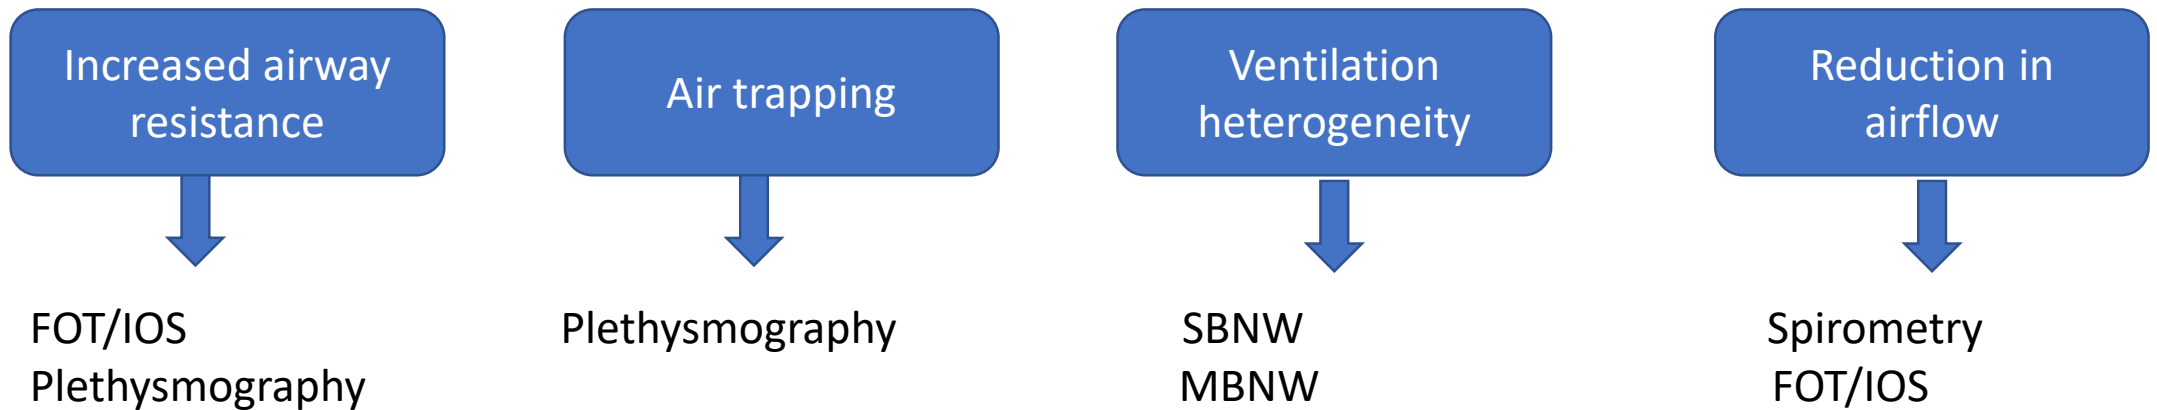 Increased airway
resistance
Air trapping
Ventilation
heterogeneity
Reduction in
airflow
FOT/IOS
Plethysmography
Plethysmography
SBNW
MBNW
Spirometry
FOT/IOS